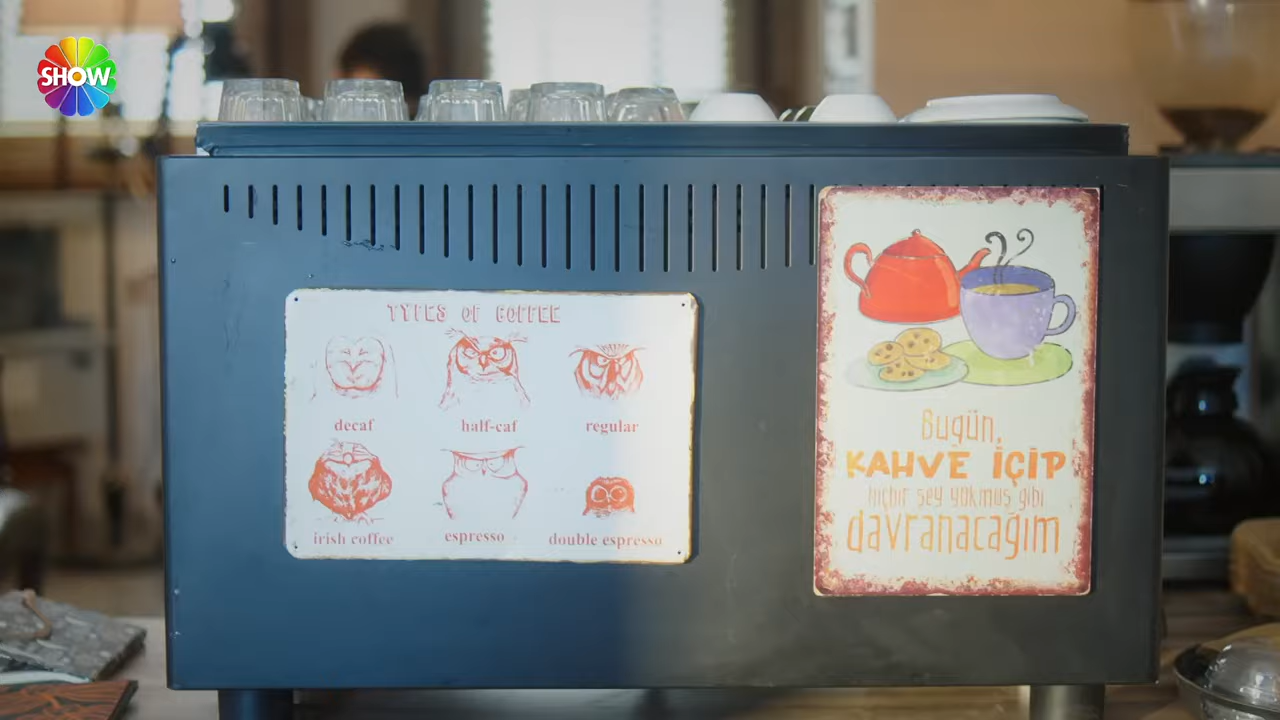 SHOW
TYPES OF COFFEE
decaf half-caf regular
irish coffee espresso double espresso
Bugün,
KAHVE İÇİP
hiçbir şey yokmuş gibi
davranacağım